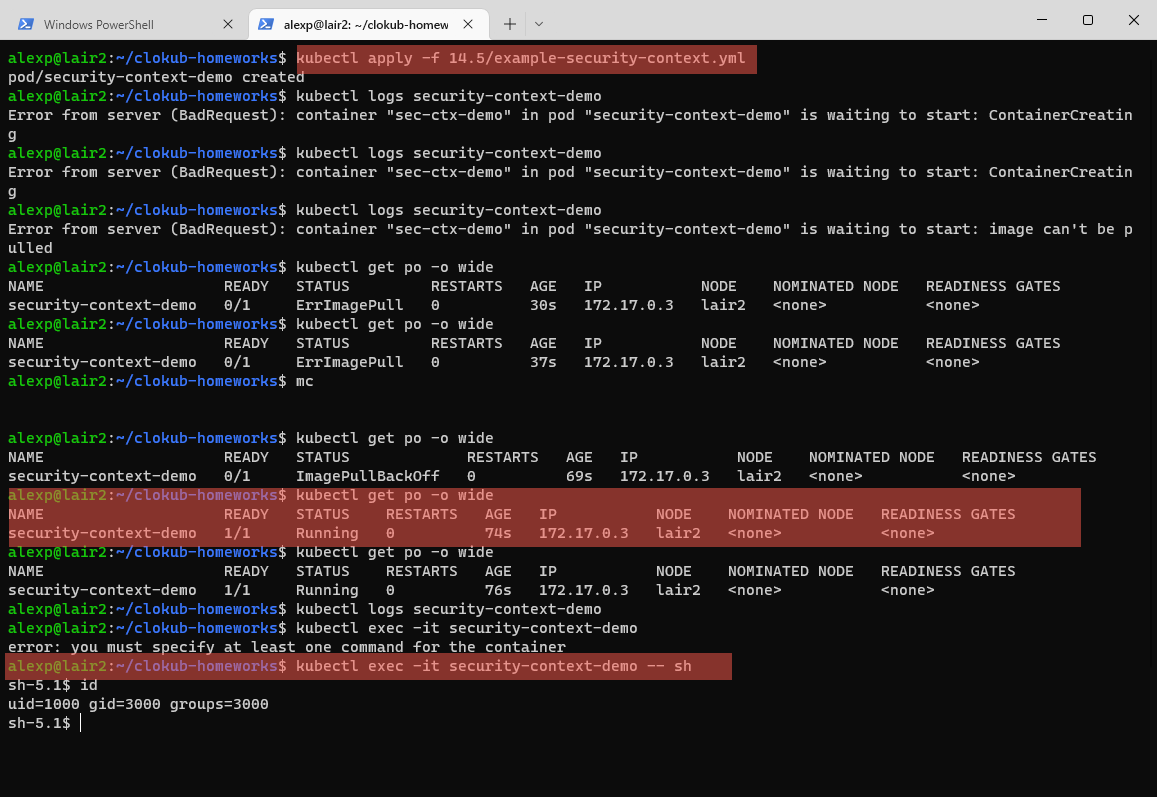 Windows PowerShell
alexp@lair2: ~/clokub-homew
alexp@lair2:~/clokub-homeworks$ kubectl apply -f 14.5/example-security-context.yml
pod/security-context-demo created
alexp@lair2:~/clokub-homeworks$ kubectl logs security-context-demo
Error from server (BadRequest): container "sec-ctx-demo" in pod "security-context-demo" is waiting to start: ContainerCreatin
g
alexp@lair2:~/clokub-homeworks$ kubectl logs security-context-demo
Error from server (BadRequest): container "sec-ctx-demo" in pod "security-context-demo" is waiting to start: ContainerCreatin
g
alexp@lair2:~/clokub-homeworks$ kubectl logs security-context-demo
Error from server (BadRequest): container "sec-ctx-demo" in pod "security-context-demo" is waiting to start: image can't be p
ulled
alexp@lair2:~/clokub-homeworks$ kubectl get po -o wide
NAME                    READY   STATUS         RESTARTS   AGE   IP           NODE    NOMINATED NODE   READINESS GATES
security-context-demo   0/1     ErrImagePull   0          30s   172.17.0.3   lair2   <none>           <none>
alexp@lair2:~/clokub-homeworks$ kubectl get po -o wide
NAME                    READY   STATUS         RESTARTS   AGE   IP           NODE    NOMINATED NODE   READINESS GATES
security-context-demo   0/1     ErrImagePull   0          37s   172.17.0.3   lair2   <none>           <none>
alexp@lair2:~/clokub-homeworks$ mc
alexp@lair2:~/clokub-homeworks$ kubectl get po -o wide
NAME                    READY   STATUS             RESTARTS   AGE   IP           NODE    NOMINATED NODE   READINESS GATES
security-context-demo   0/1     ImagePullBackOff   0          69s   172.17.0.3   lair2   <none>           <none>
alexp@lair2:~/clokub-homeworks$ kubectl get po -o wide
NAME                    READY   STATUS    RESTARTS   AGE   IP           NODE    NOMINATED NODE   READINESS GATES
security-context-demo   1/1     Running   0          74s   172.17.0.3   lair2   <none>           <none>
alexp@lair2:~/clokub-homeworks$ kubectl get po -o wide
NAME                    READY   STATUS    RESTARTS   AGE   IP           NODE    NOMINATED NODE   READINESS GATES
security-context-demo   1/1     Running   0          76s   172.17.0.3   lair2   <none>           <none>
alexp@lair2:~/clokub-homeworks$ kubectl logs security-context-demo
alexp@lair2:~/clokub-homeworks$ kubectl exec -it security-context-demo
error: you must specify at least one command for the container
alexp@lair2:~/clokub-homeworks$ kubectl exec -it security-context-demo -- sh
sh-5.1$ id
uid=1000 gid=3000 groups=3000
sh-5.1$